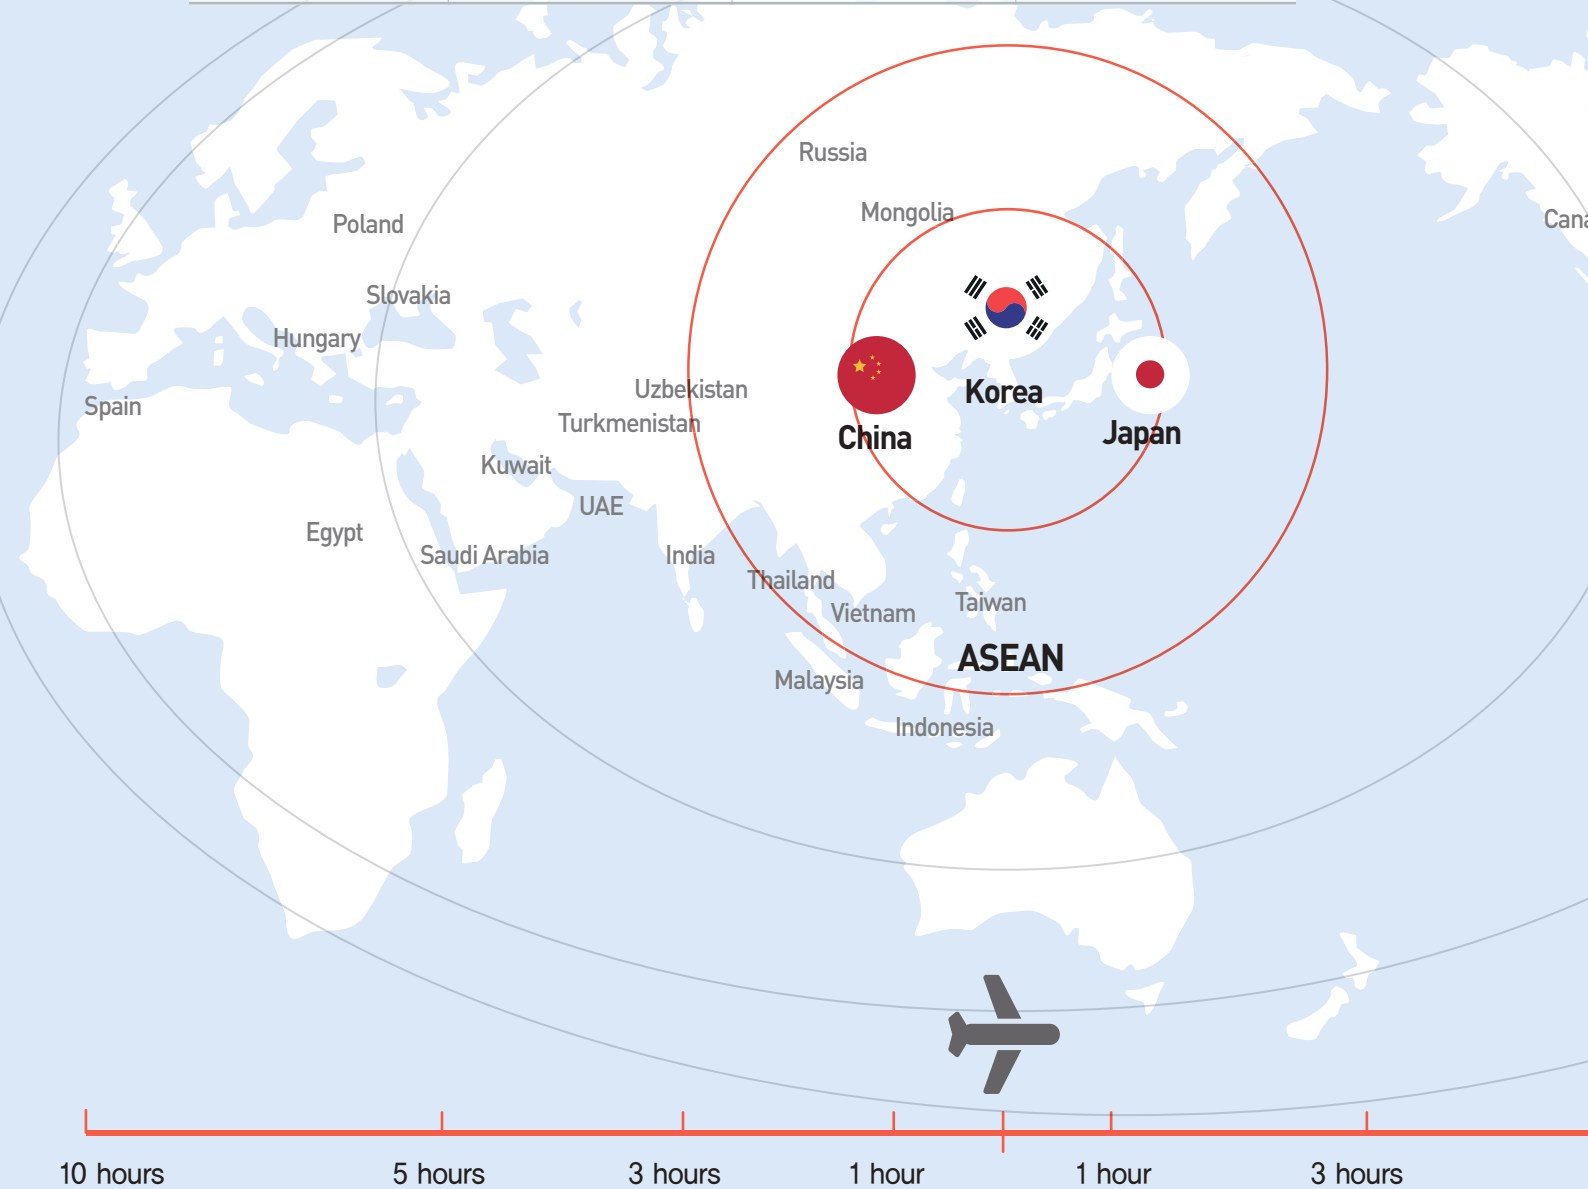 Russia
Mongolia
Cana
Poland
Slovakia
Hungary
Uzbekistan
Korea
Spain
Turkmenistan
China
Japan
Kuwait
UAE
Egypt
Saudi Arabia
India
Thailand
Vietnam
Taiwan
ASEAN
Malaysia
Indonesia
10 hours
5 hours
3 hours
1 hour
1 hour
3 hours